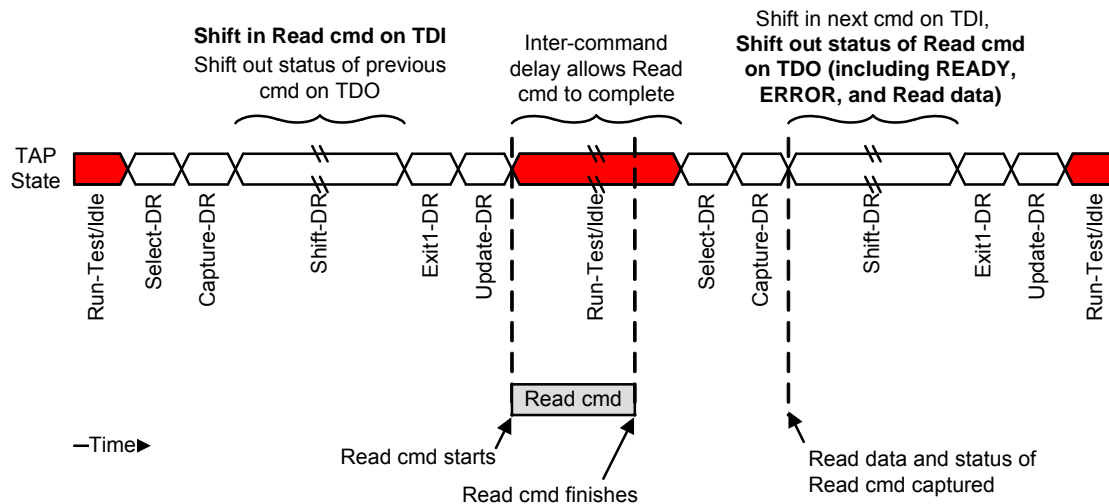 Shift in Read cmd on TDI
Shift out status of previous
cmd on TDO
Inter-command
delay allows Read
cmd to complete
Shift in next cmd on TDI,
Shift out status of Read cmd
on TDO (including READY,
ERROR, and Read data)
TAP
State
Run-Test/Idle
Select-DR
Capture-DR
Shift-DR
Exit1-DR
Update-DR
Run-Test/Idle
Select-DR
Capture-DR
Shift-DR
Exit1-DR
Update-DR
Run-Test/Idle
Read cmd
Time
Read cmd starts
Read cmd finishes
Read data and status of
Read cmd captured